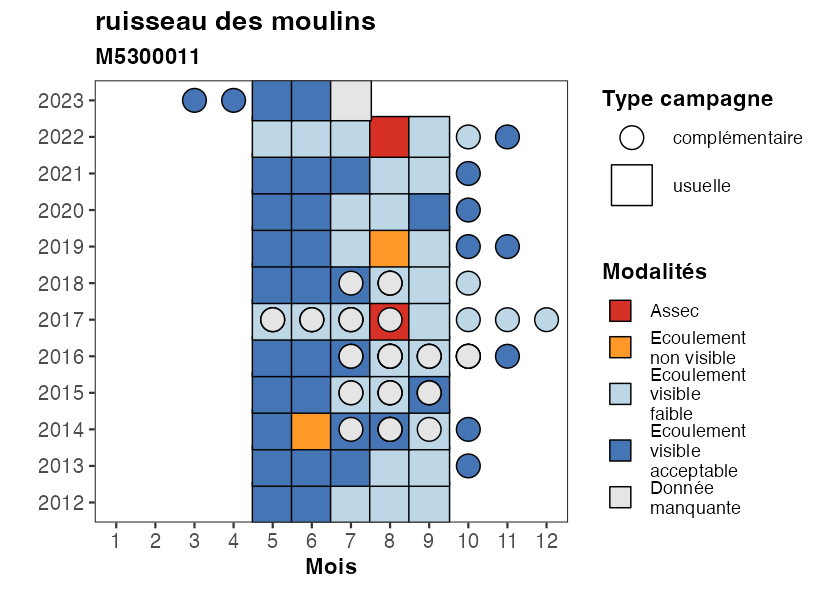 ruisseau des moulins
M5300011
2023
2022
2021
2020
2019
2018
2017
2016
2015
2014
2013
2012
1 2 3 4 5 6 7 8 9 10 11 12
Mois
Type campagne
complémentaire
usuelle
Modalités
Assec
Ecoulement
non visible
Ecoulement
visible
faible
Ecoulement
visible
acceptable
Donnée
manquante